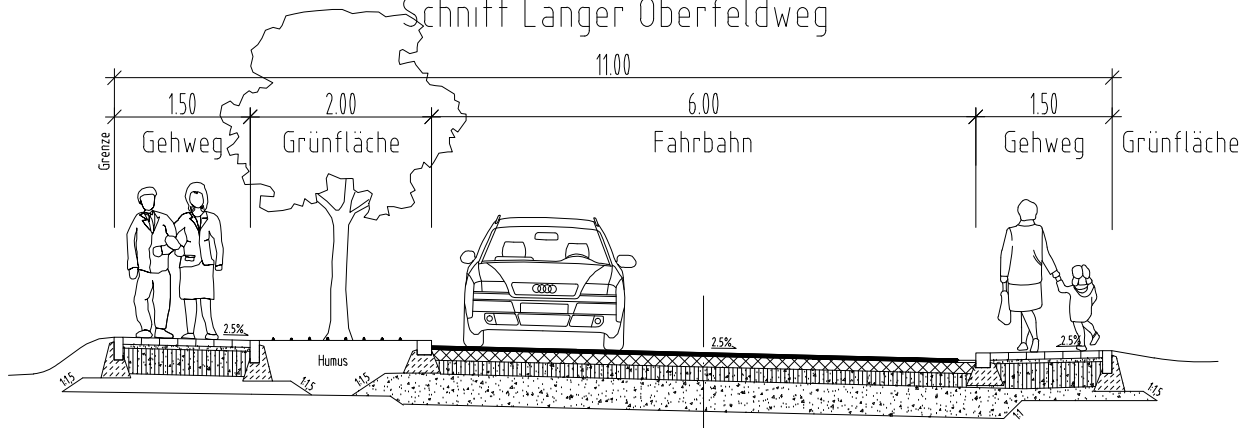 Schnitt Langer Oberfeldweg
11.00
1.50 2.00 6.00 1.50
Grenze
Gehweg Grünfläche Fahrbahn Gehweg Grünfläche
2.5% 2.5% 2.5%
Humus
1:1,5 1:1,5 1:1,5 1:1 1:1,5